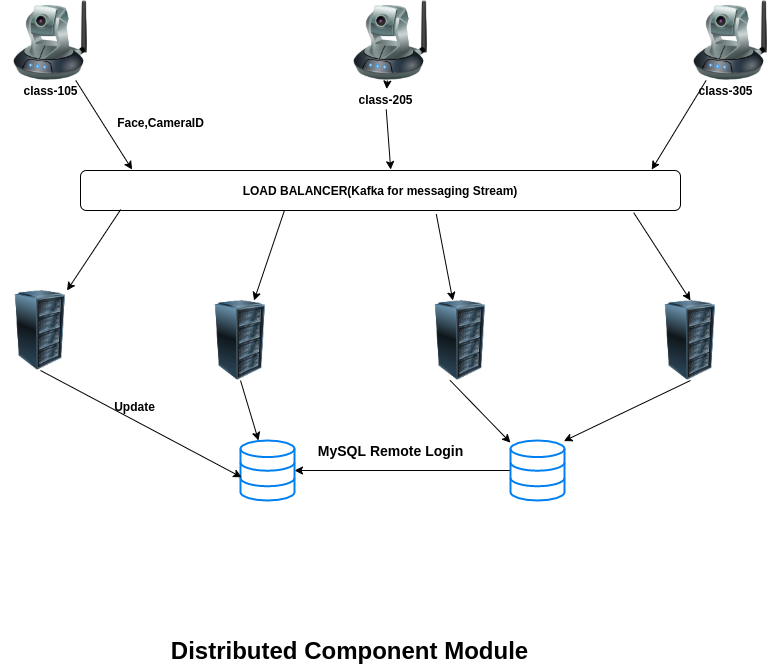 class-105
class-205
class-305
Face,CameraID
LOAD BALANCER(Kafka for messaging Stream)
Update
MySQL Remote Login
Distributed Component Module